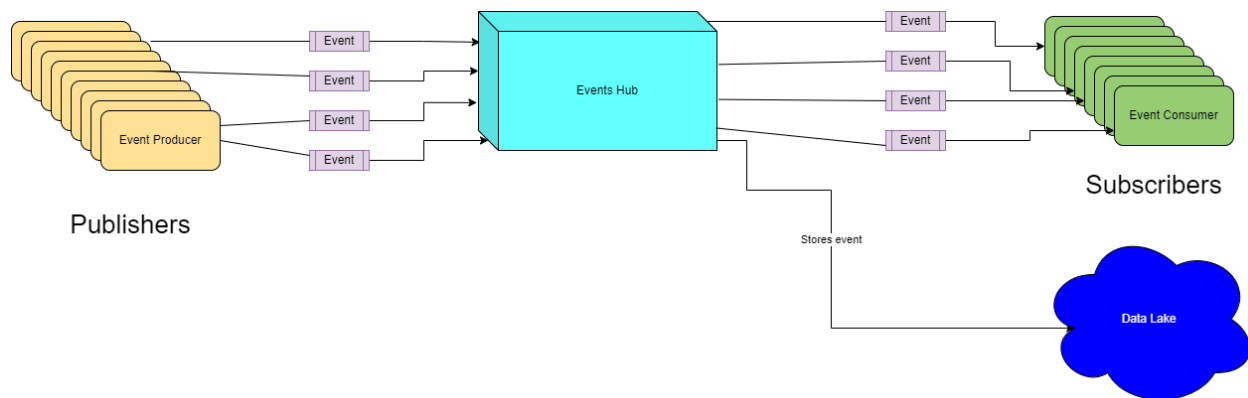 Event
Event
Event
Event
Event Producer
Publishers
Events Hub
Event
Event
Event
Event
Event Consumer
Subscribers
Stores event
Data Lake